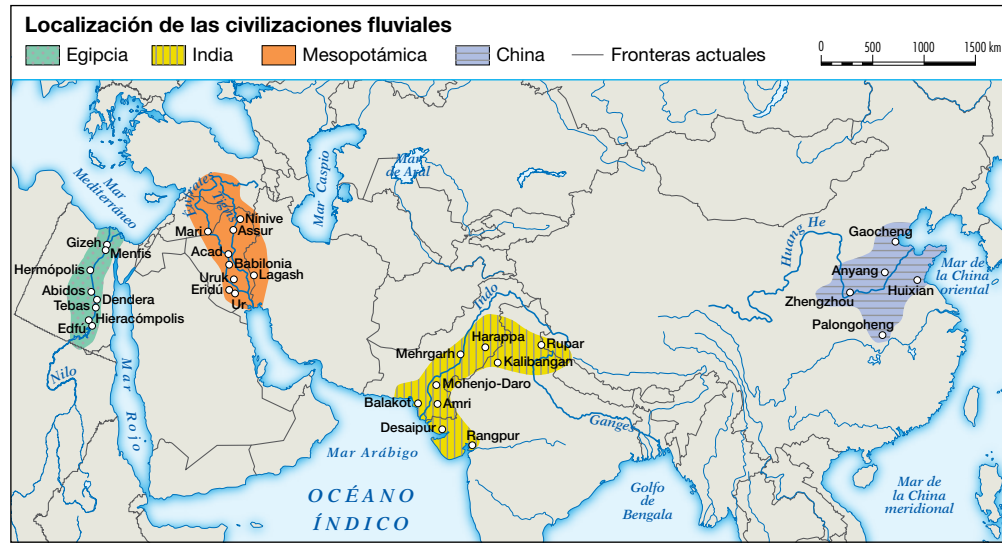 Localización de las civilizaciones fluviales
Egipcia
India
Mesopotámica
China
Fronteras actuales
0 500 1000 1500 km
Mar
Mediterráneo
Mar Caspio
Mar
de Aral
Éufrates
Tigris
Nínive
Assur
Mari
Acad
Babilonia
Lagash
Uruk
Eridú
Ur
Gizeh
Menfis
Hermópolis
Abidos
Dendera
Tebas
Hieracómpolis
Edfú
Nilo
Mar Rojo
Indo
Harappa
Rupar
Mehrgarh
Kalibangan
Mohenjo-Daro
Balakot
Amri
Desaipur
Rangpur
Ganges
Mar Arábigo
OCÉANO
ÍNDICO
Golfo
de
Bengala
Huang He
Gaocheng
Anyang
Huixian
Zhengzhou
Palongoheng
Mar de
la China
oriental
Mar de
la China
meridional